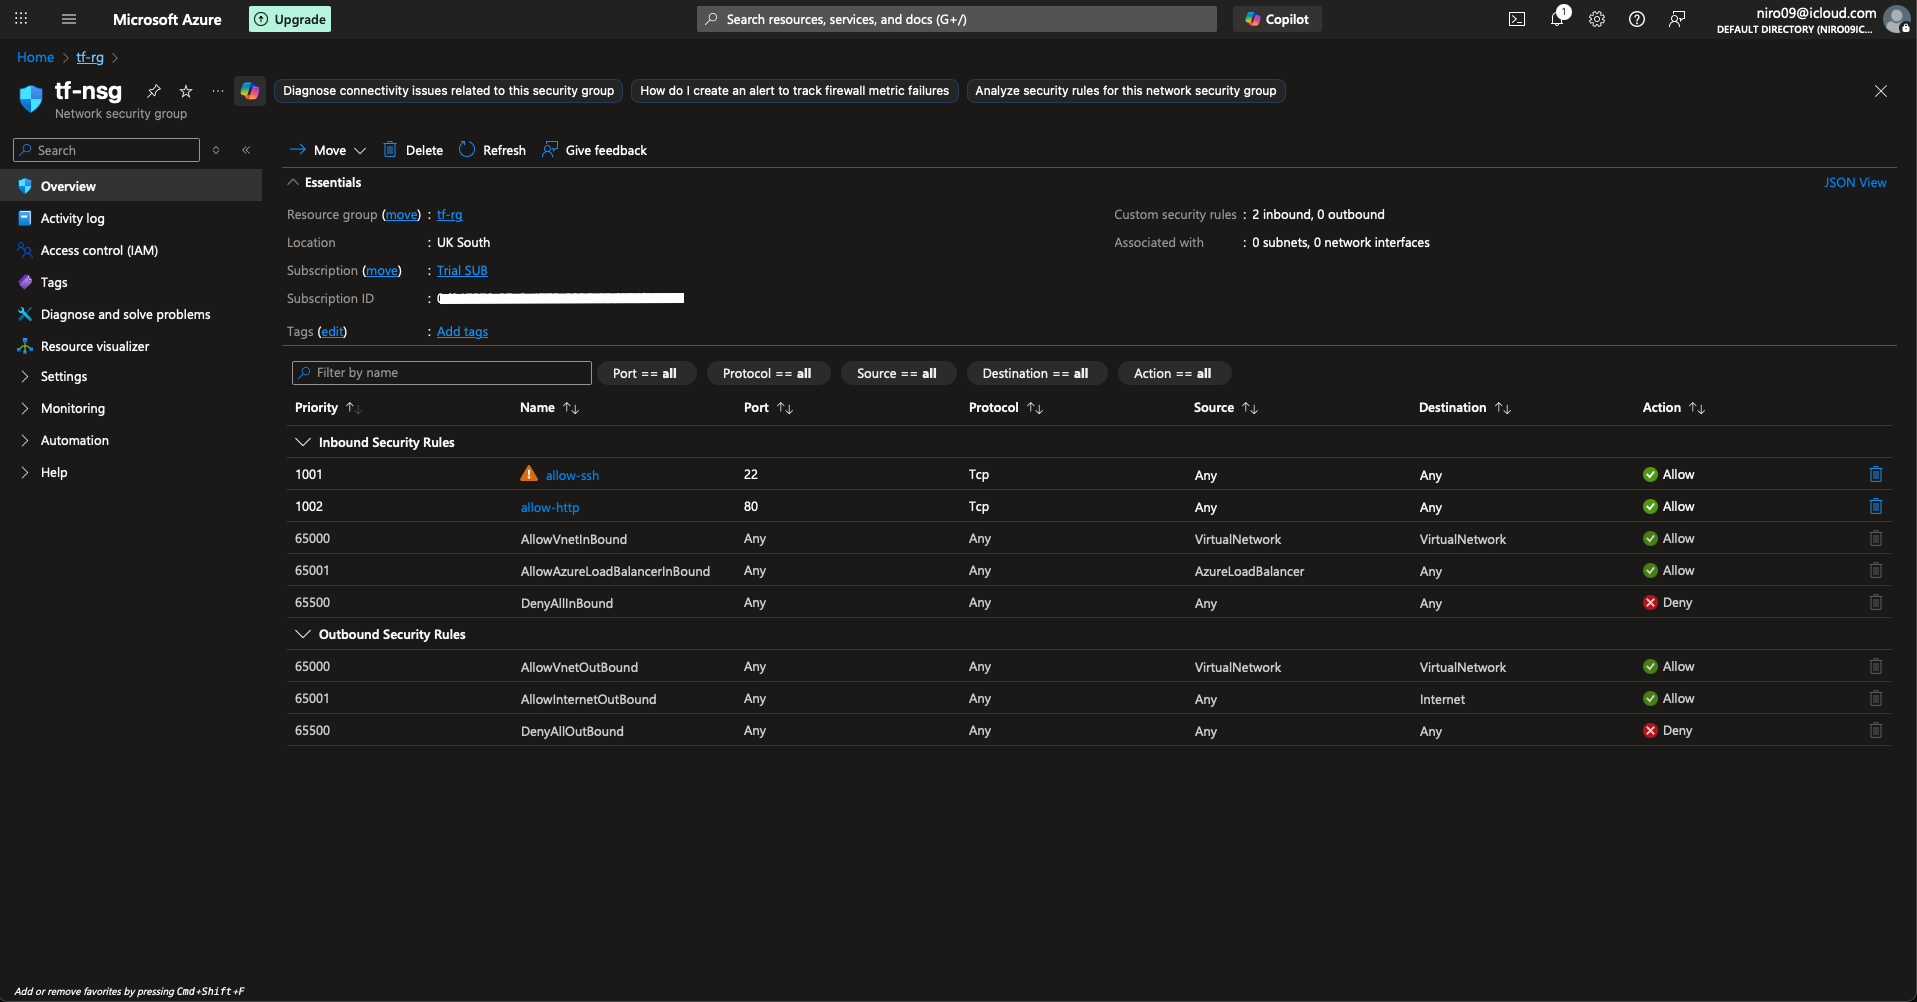 Microsoft Azure
Upgrade
Search resources, services, and docs (G+/)
Copilot
1
niro09@icloud.com
DEFAULT DIRECTORY (NIRO09IC...
Home > tf-rg >
tf-nsg
Network security group
Diagnose connectivity issues related to this security group
How do I create an alert to track firewall metric failures
Analyze security rules for this network security group
Search
Move
Delete
Refresh
Give feedback
Overview
Activity log
Access control (IAM)
Tags
Diagnose and solve problems
Resource visualizer
Settings
Monitoring
Automation
Help
Essentials
JSON View
Resource group (move) : tf-rg
Location : UK South
Subscription (move) : Trial SUB
Subscription ID :
Tags (edit) : Add tags
Custom security rules : 2 inbound, 0 outbound
Associated with : 0 subnets, 0 network interfaces
Filter by name
Port == all
Protocol == all
Source == all
Destination == all
Action == all
Priority Name Port Protocol Source Destination Action
Inbound Security Rules
1001 allow-ssh 22 Tcp Any Any Allow
1002 allow-http 80 Tcp Any Any Allow
65000 AllowVnetInBound Any Any VirtualNetwork VirtualNetwork Allow
65001 AllowAzureLoadBalancerInBound Any Any AzureLoadBalancer Any Allow
65500 DenyAllInBound Any Any Any Any Deny
Outbound Security Rules
65000 AllowVnetOutBound Any Any VirtualNetwork VirtualNetwork Allow
65001 AllowInternetOutBound Any Any Any Internet Allow
65500 DenyAllOutBound Any Any Any Any Deny
Add or remove favorites by pressing Cmd+Shift+F